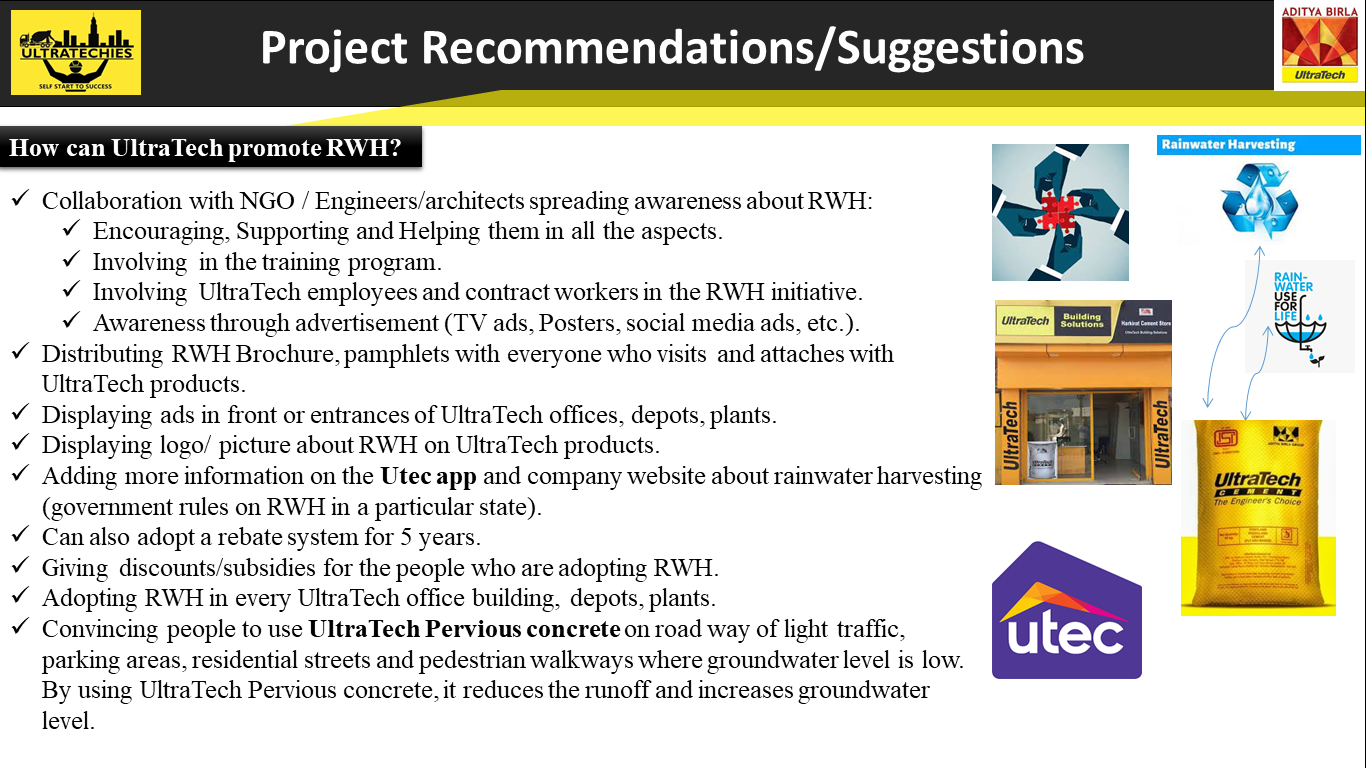 ULTRATECHIES
SELF START TO SUCCESS
Project Recommendations/Suggestions
ADITYA BIRLA
UltraTech
How can UltraTech promote RWH?
✓ Collaboration with NGO / Engineers/architects spreading awareness about RWH:
✓ Encouraging, Supporting and Helping them in all the aspects.
✓ Involving in the training program.
✓ Involving UltraTech employees and contract workers in the RWH initiative.
✓ Awareness through advertisement (TV ads, Posters, social media ads, etc.).
✓ Distributing RWH Brochure, pamphlets with everyone who visits and attaches with
UltraTech products.
✓ Displaying ads in front or entrances of UltraTech offices, depots, plants.
✓ Displaying logo/ picture about RWH on UltraTech products.
✓ Adding more information on the Utec app and company website about rainwater harvesting
(government rules on RWH in a particular state).
✓ Can also adopt a rebate system for 5 years.
✓ Giving discounts/subsidies for the people who are adopting RWH.
✓ Adopting RWH in every UltraTech office building, depots, plants.
✓ Convincing people to use UltraTech Pervious concrete on road way of light traffic,
parking areas, residential streets and pedestrian walkways where groundwater level is low.
By using UltraTech Pervious concrete, it reduces the runoff and increases groundwater
level.
Rainwater Harvesting
RAIN-
WATER
USE
FOR
LIFE
UltraTech
Building
Solutions
Harkirat Cement Store
UltraTech Building Solutions
UltraTech
UltraTech
ADITYA BIRLA GROUP
UltraTech
CEMENT
The Engineer's Choice
utec